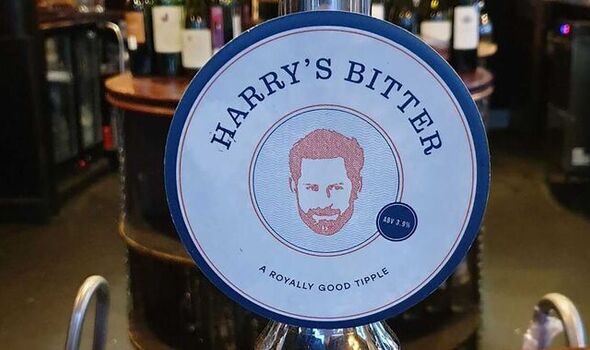 HARRY'S BITTER
ABV 3.9%
A ROYALLY GOOD TIPPLE